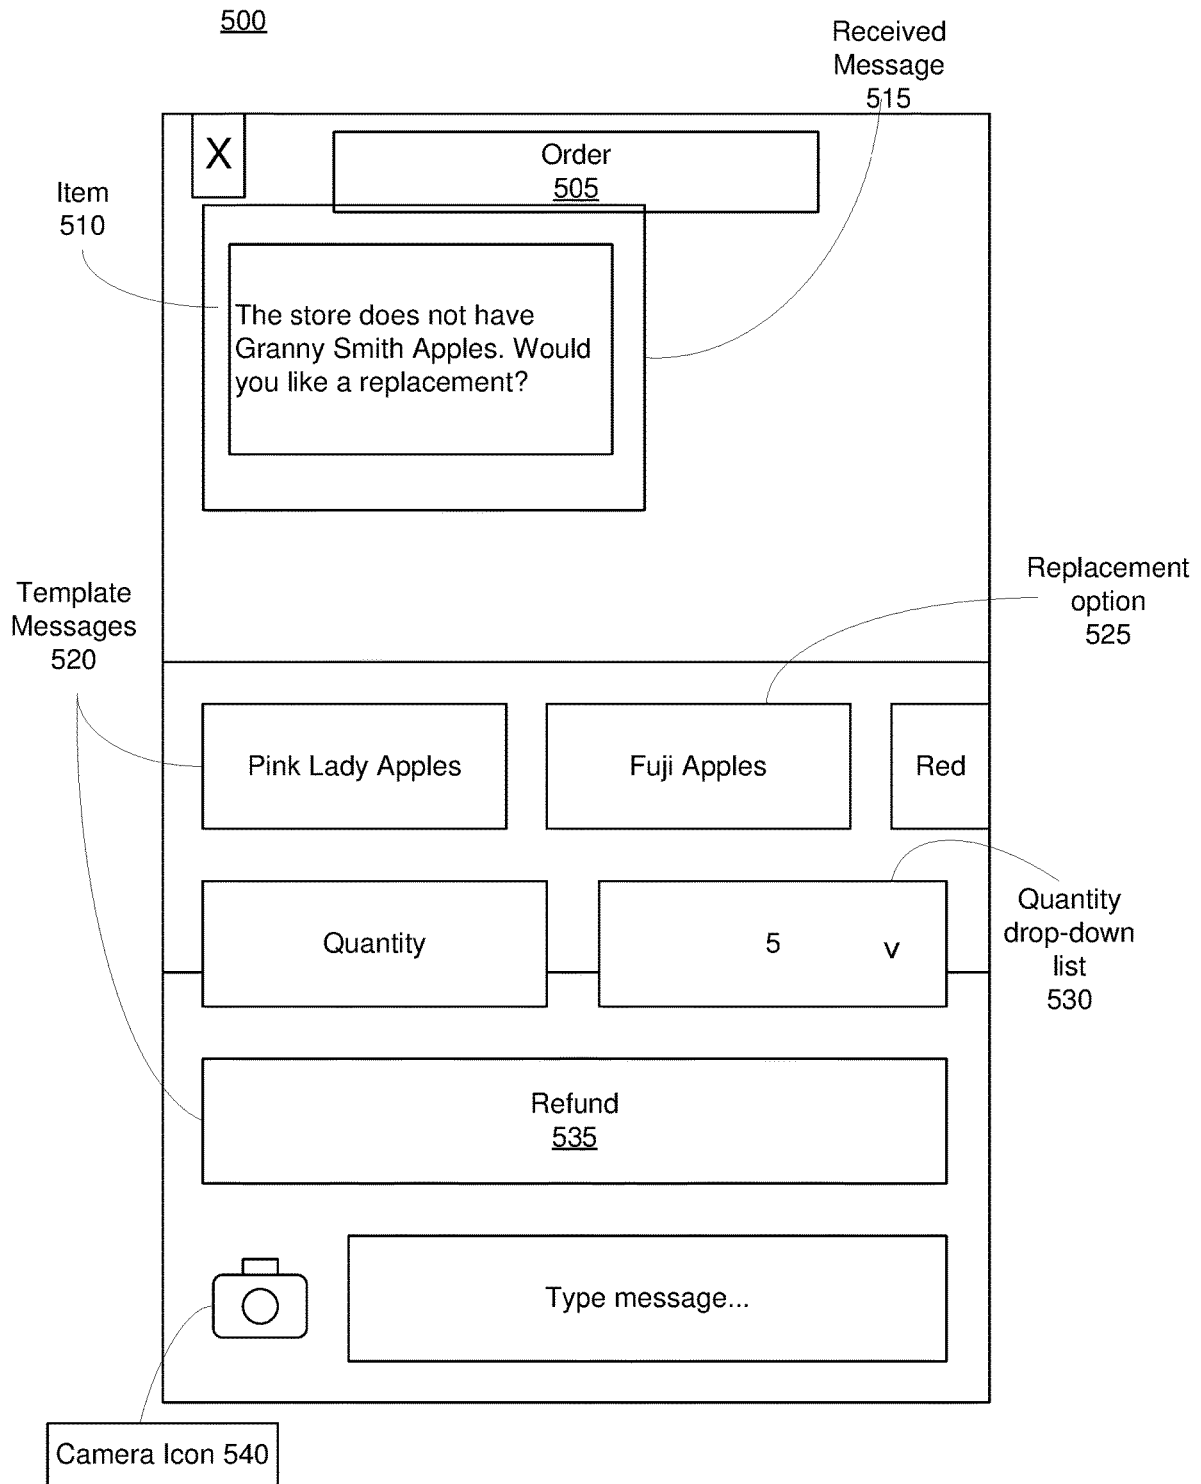 500
Received
Message
515
X
Order
505
Item
510
The store does not have
Granny Smith Apples. Would
you like a replacement?
Replacement
option
525
Template
Messages
520
Pink Lady Apples
Fuji Apples
Red
Quantity
5
v
Quantity
drop-down
list
530
Refund
535
Type message...
Camera Icon 540